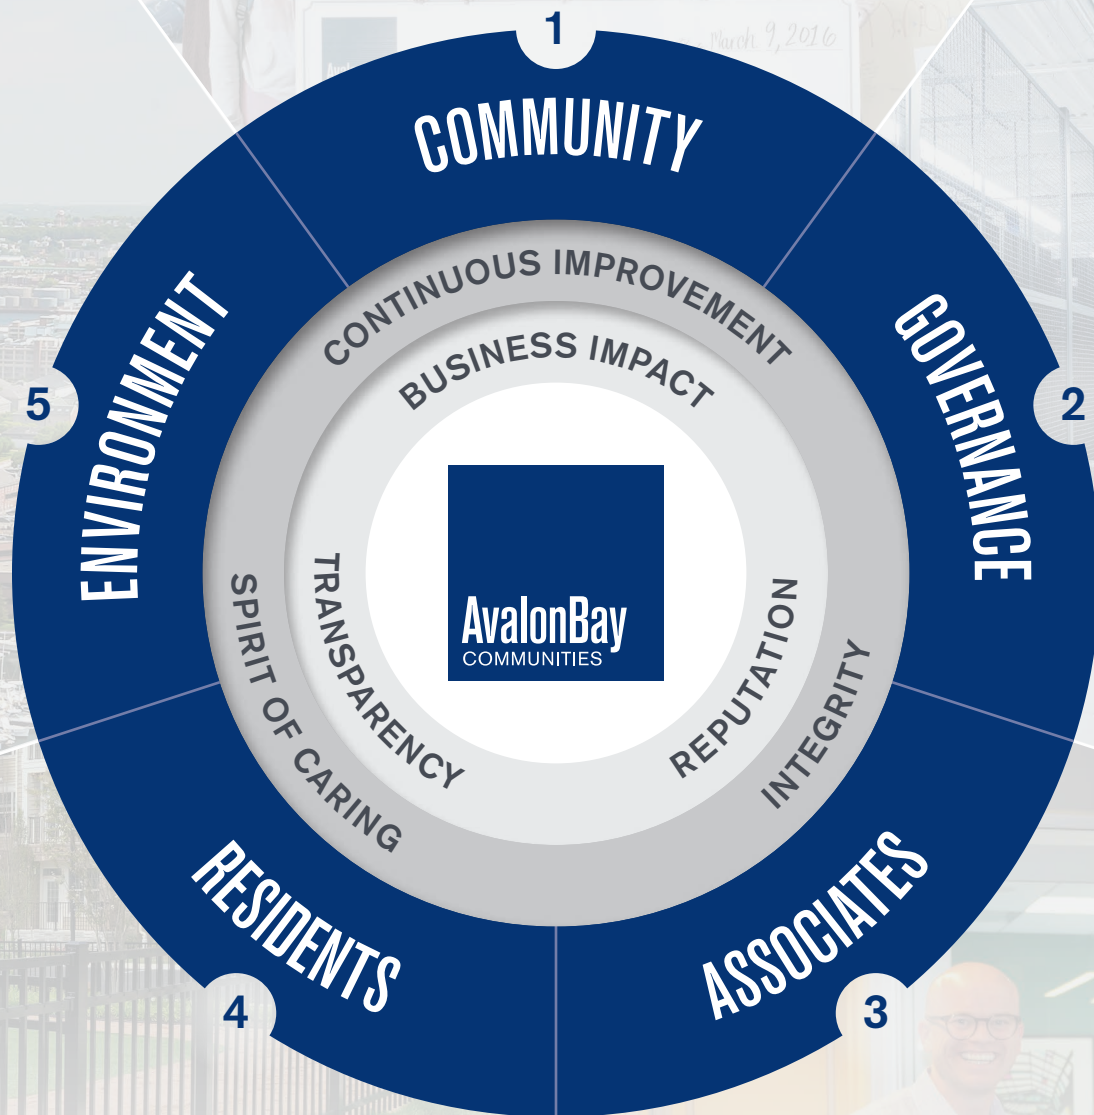 March 9, 2016
1
COMMUNITY
2
GOVERNANCE
3
ASSOCIATES
4
RESIDENTS
5
ENVIRONMENT
CONTINUOUS IMPROVEMENT
INTEGRITY
SPIRIT OF CARING
BUSINESS IMPACT
REPUTATION
TRANSPARENCY
AvalonBay
COMMUNITIES